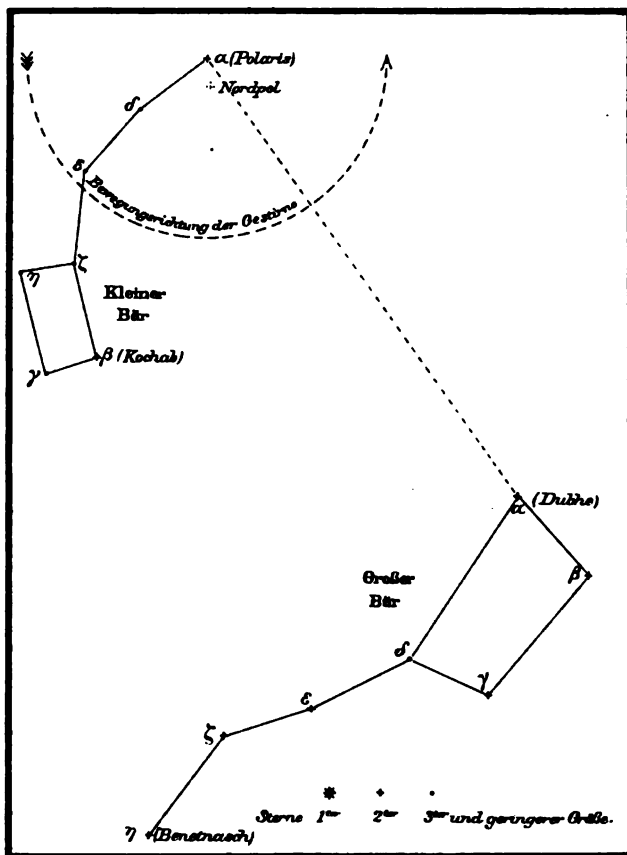 α (Polaris)
Nordpol
δ
ε
Bewegungsrichtung der Gestirne
ζ
η
Kleiner
Bär
β (Kochab)
γ
α (Dubhe)
β
Großer
Bär
δ
γ
ε
ζ
η (Benetnasch)
Sterne 1ter 2ter 3ter und geringerer Größe.